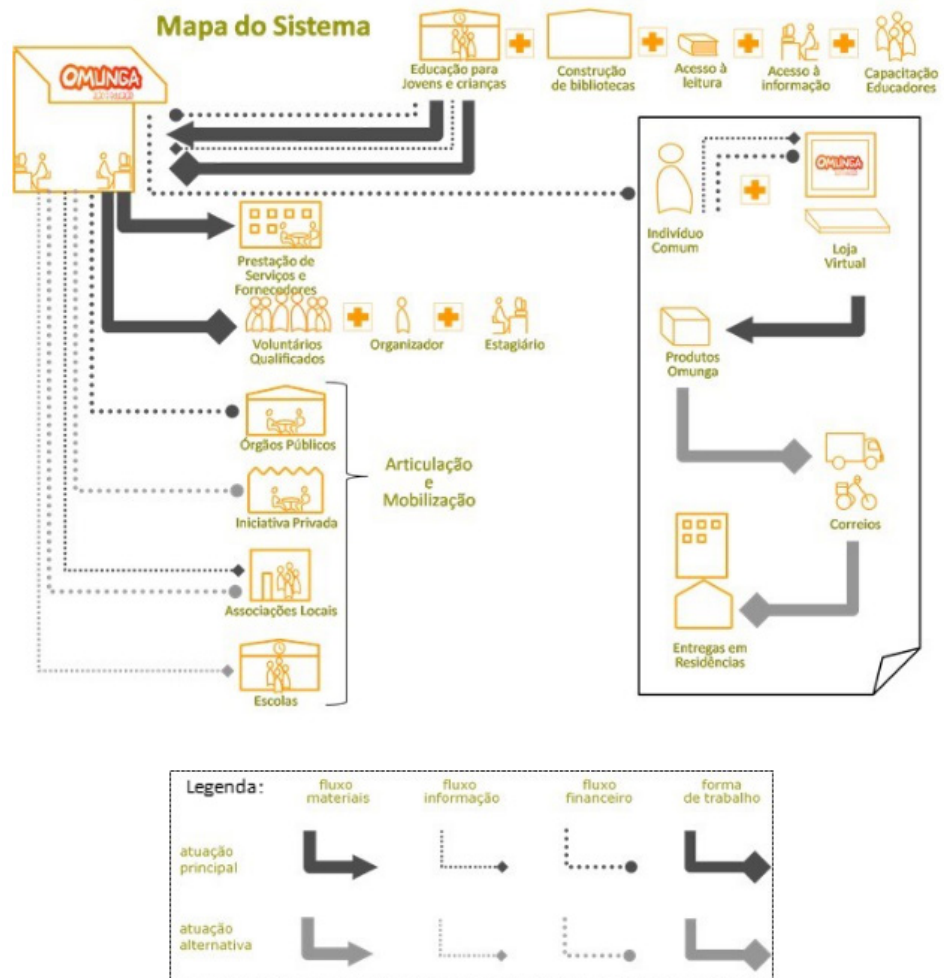 Mapa do Sistema
OMUNGA
Educação para
Jovens e crianças
Construção
de bibliotecas
Acesso à
leitura
Acesso à
informação
Capacitação
Educadores
Prestação de
Serviços e
Fornecedores
Voluntários
Qualificados
Organizador
Estagiário
Órgãos Públicos
Iniciativa Privada
Associações Locais
Escolas
Articulação
e
Mobilização
Indivíduo
Comum
OMUNGA
Loja
Virtual
Produtos
Omunga
Correios
Entregas em
Residências
Legenda:
fluxo
materiais
fluxo
informação
fluxo
financeiro
forma
de trabalho
atuação
principal
atuação
alternativa